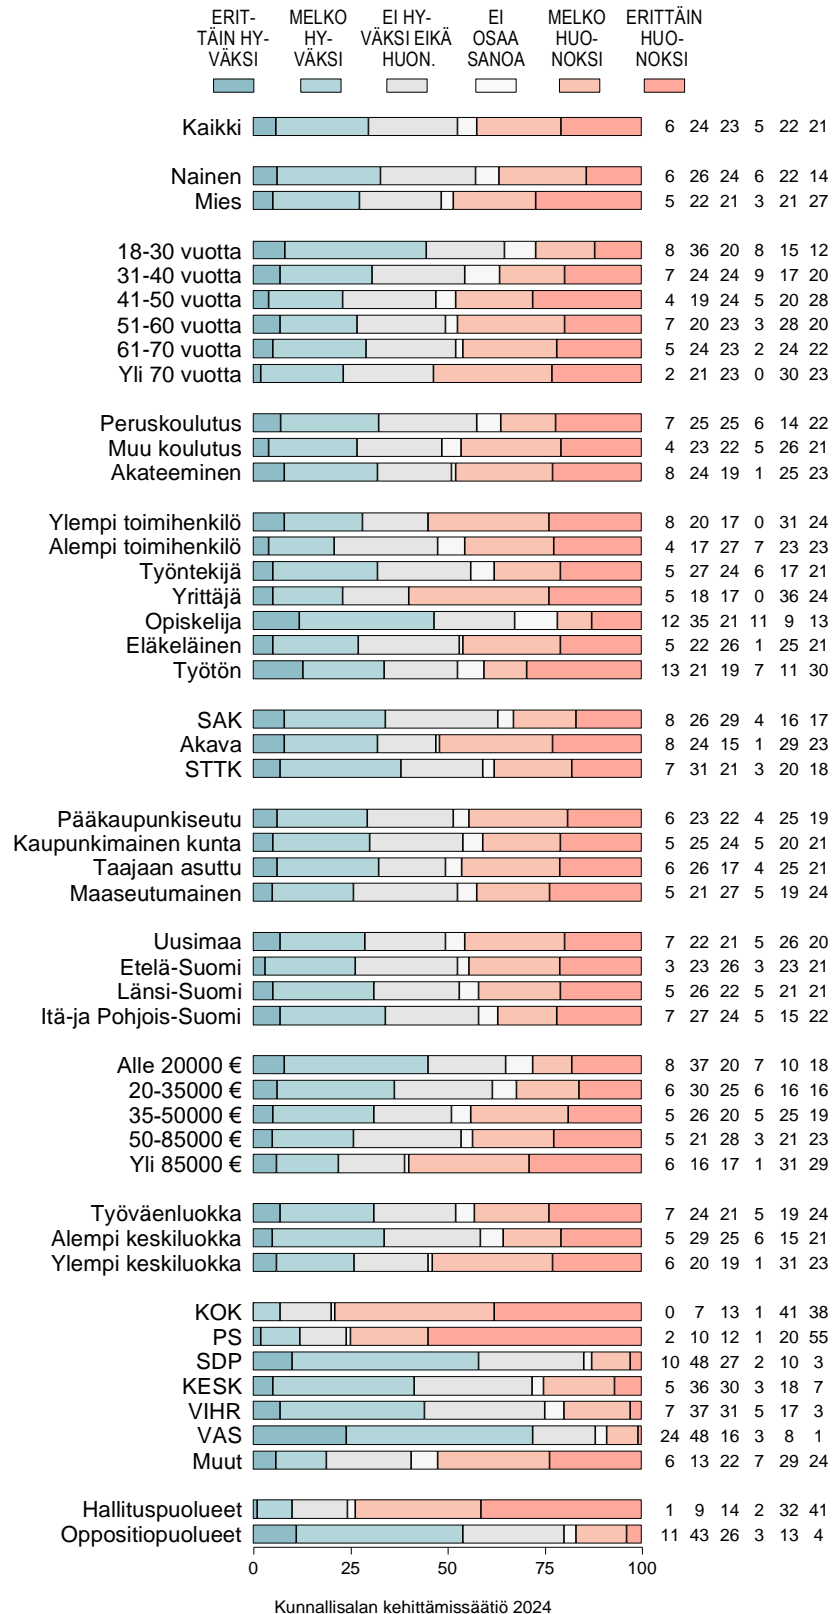 ERIT- MELKO EI HY- EI MELKO ERITTÄIN
TÄIN HY- HY- VÄKSI EIKÄ OSAA HUO- HUO-
VÄKSI VÄKSI HUON. SANOA NOKSI NOKSI
Kaikki 6 24 23 5 22 21
Nainen 6 26 24 6 22 14
Mies 5 22 21 3 21 27
18-30 vuotta 8 36 20 8 15 12
31-40 vuotta 7 24 24 9 17 20
41-50 vuotta 4 19 24 5 20 28
51-60 vuotta 7 20 23 3 28 20
61-70 vuotta 5 24 23 2 24 22
Yli 70 vuotta 2 21 23 0 30 23
Peruskoulutus 7 25 25 6 14 22
Muu koulutus 4 23 22 5 26 21
Akateeminen 8 24 19 1 25 23
Ylempi toimihenkilö 8 20 17 0 31 24
Alempi toimihenkilö 4 17 27 7 23 23
Työntekijä 5 27 24 6 17 21
Yrittäjä 5 18 17 0 36 24
Opiskelija 12 35 21 11 9 13
Eläkeläinen 5 22 26 1 25 21
Työtön 13 21 19 7 11 30
SAK 8 26 29 4 16 17
Akava 8 24 15 1 29 23
STTK 7 31 21 3 20 18
Pääkaupunkiseutu 6 23 22 4 25 19
Kaupunkimainen kunta 5 25 24 5 20 21
Taajaan asuttu 6 26 17 4 25 21
Maaseutumainen 5 21 27 5 19 24
Uusimaa 7 22 21 5 26 20
Etelä-Suomi 3 23 26 3 23 21
Länsi-Suomi 5 26 22 5 21 21
Itä-ja Pohjois-Suomi 7 27 24 5 15 22
Alle 20000 € 8 37 20 7 10 18
20-35000 € 6 30 25 6 16 16
35-50000 € 5 26 20 5 25 19
50-85000 € 5 21 28 3 21 23
Yli 85000 € 6 16 17 1 31 29
Työväenluokka 7 24 21 5 19 24
Alempi keskiluokka 5 29 25 6 15 21
Ylempi keskiluokka 6 20 19 1 31 23
KOK 0 7 13 1 41 38
PS 2 10 12 1 20 55
SDP 10 48 27 2 10 3
KESK 5 36 30 3 18 7
VIHR 7 37 31 5 17 3
VAS 24 48 16 3 8 1
Muut 6 13 22 7 29 24
Hallituspuolueet 1 9 14 2 32 41
Oppositiopuolueet 11 43 26 3 13 4
0 25 50 75 100
Kunnallisalan kehittämissäätiö 2024